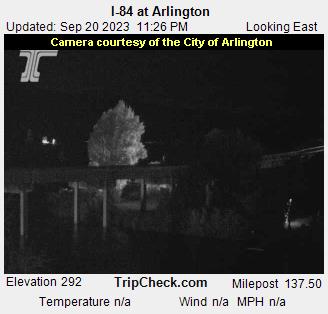 I-84 at Arlington
Updated: Sep 20 2023 11:26 PM Looking East
Camera courtesy of the City of Arlington
Elevation 292 TripCheck.com Milepost 137.50
Temperature n/a Wind n/a MPH n/a